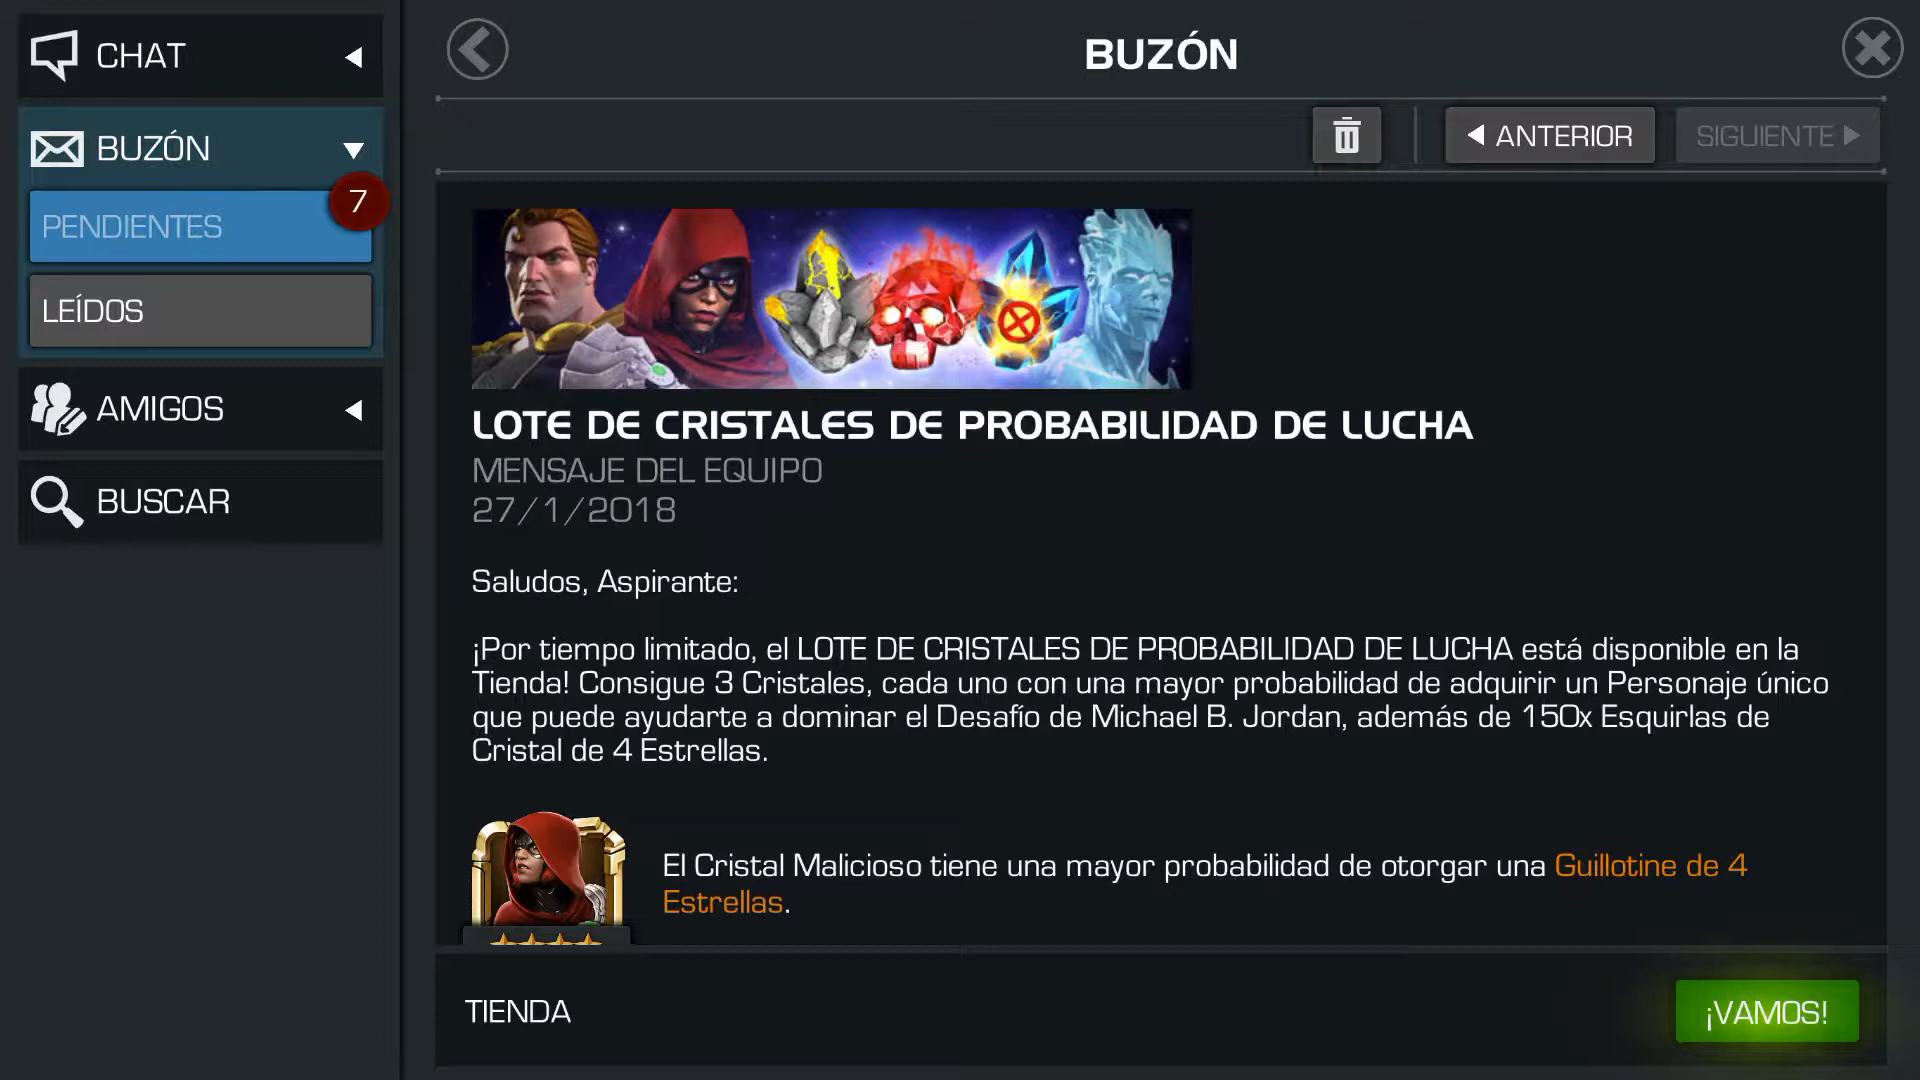 CHAT
BUZÓN
PENDIENTES
7
LEÍDOS
AMIGOS
BUSCAR
BUZÓN
ANTERIOR
SIGUIENTE
LOTE DE CRISTALES DE PROBABILIDAD DE LUCHA
MENSAJE DEL EQUIPO
27/1/2018
Saludos, Aspirante:
¡Por tiempo limitado, el LOTE DE CRISTALES DE PROBABILIDAD DE LUCHA está disponible en la
Tienda! Consigue 3 Cristales, cada uno con una mayor probabilidad de adquirir un Personaje único
que puede ayudarte a dominar el Desafío de Michael B. Jordan, además de 150x Esquirlas de
Cristal de 4 Estrellas.
El Cristal Malicioso tiene una mayor probabilidad de otorgar una Guillotine de 4
Estrellas.
TIENDA
¡VAMOS!